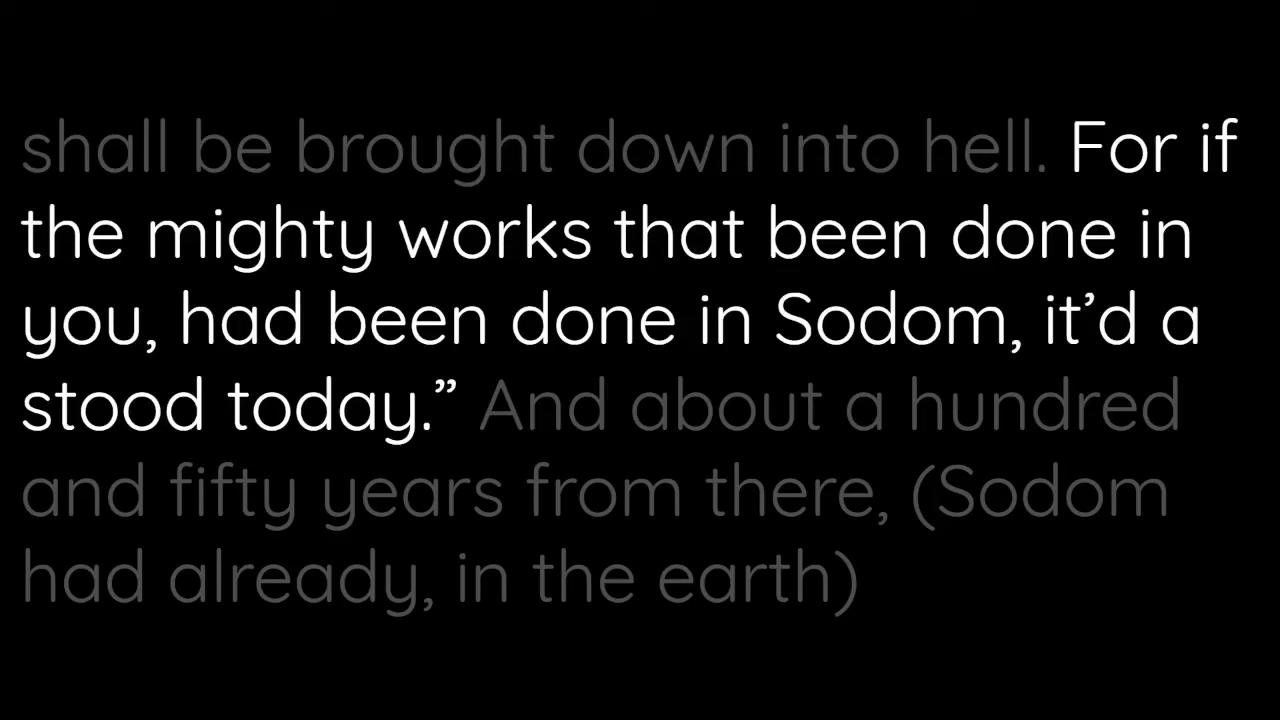 shall be brought down into hell. For if
the mighty works that been done in
you, had been done in Sodom, it’d a
stood today.” And about a hundred
and fifty years from there, (Sodom
had already, in the earth)